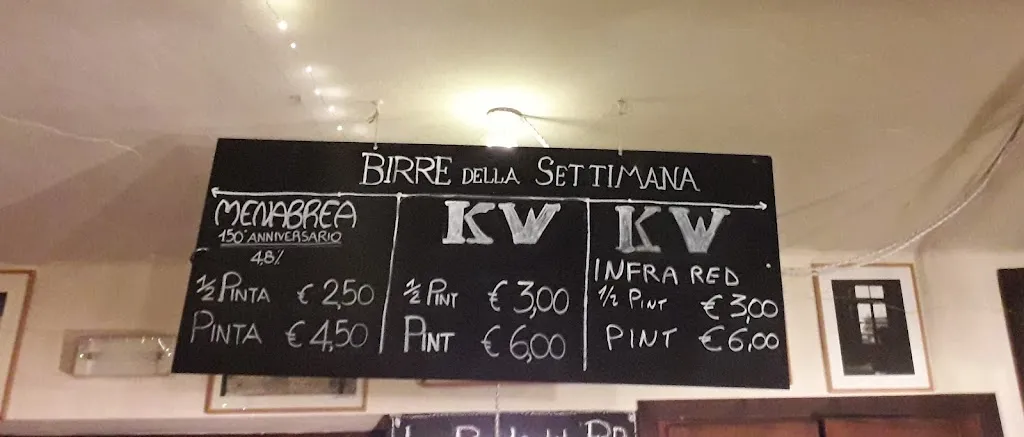 BIRRE DELLA SETTIMANA
MENABREA
150° ANNIVERSARIO
4,8%
½ PINTA € 2,50
PINTA € 4,50
KW
½ PINT € 3,00
PINT € 6,00
KW
INFRA RED
½ PINT € 3,00
PINT € 6,00